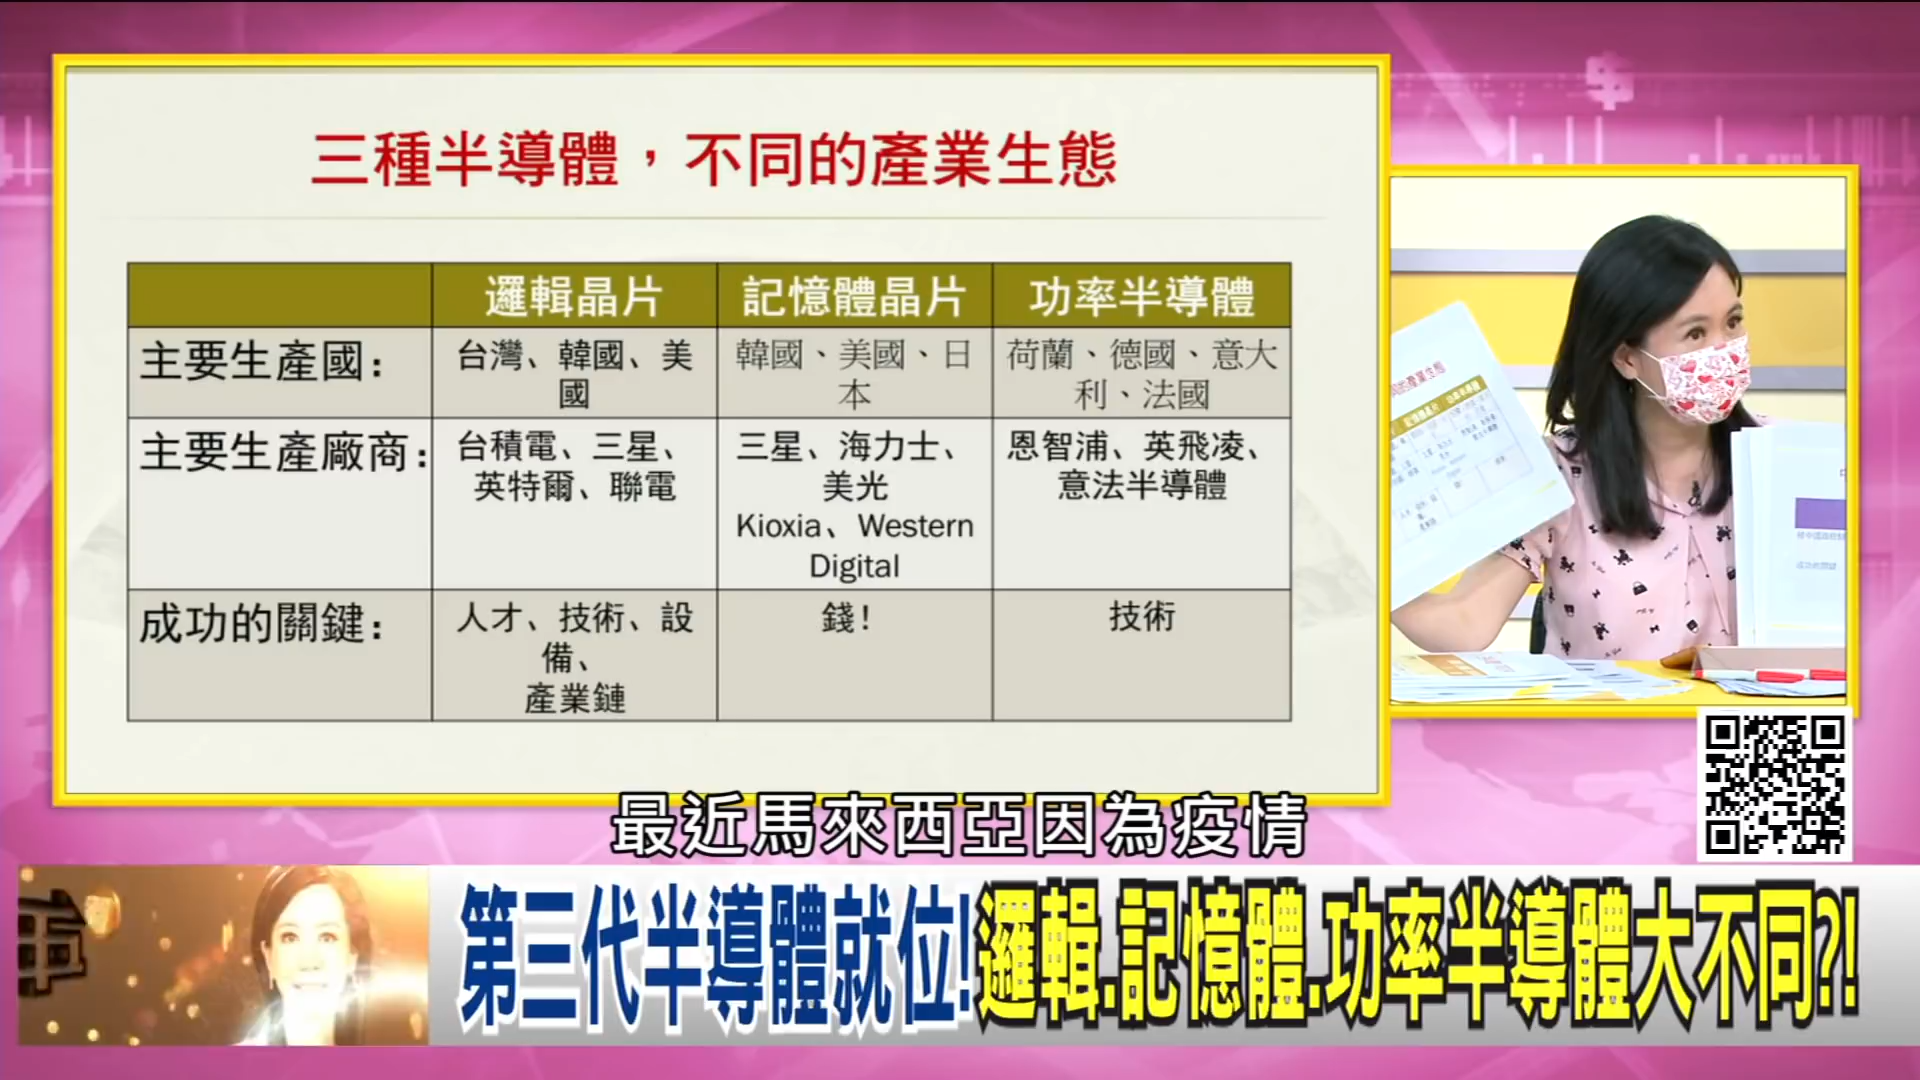 三種半導體，不同的產業生態
邏輯晶片
記憶體晶片
功率半導體
主要生產國：
台灣、韓國、美
國
韓國、美國、日
本
荷蘭、德國、意大
利、法國
主要生產廠商：
台積電、三星、
英特爾、聯電
三星、海力士、
美光
Kioxia、Western
Digital
恩智浦、英飛凌、
意法半導體
成功的關鍵：
人才、技術、設
備、
產業鏈
錢！
技術
最近馬來西亞因為疫情
第三代半導體就位！邏輯.記憶體.功率半導體大不同?!